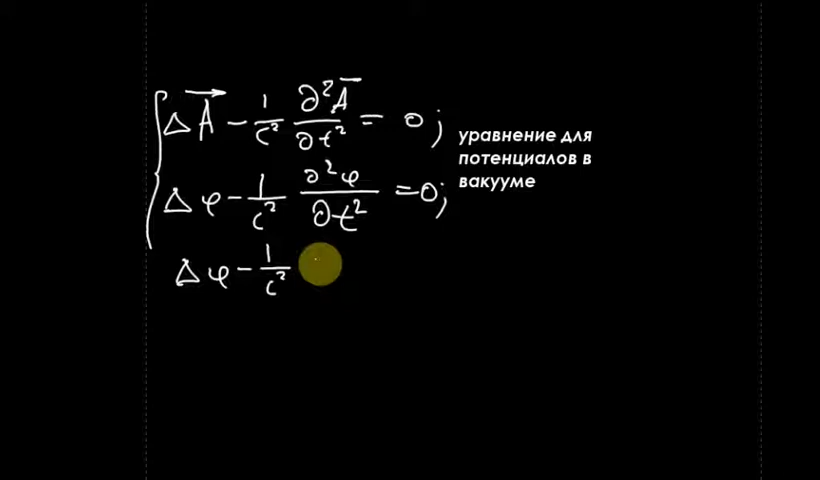 ΔA⃗ − 1/c² ∂²A̅/∂t² = 0;
Δφ − 1/c² ∂²φ/∂t² = 0;
Δφ − 1/c²
уравнение для
потенциалов в
вакууме